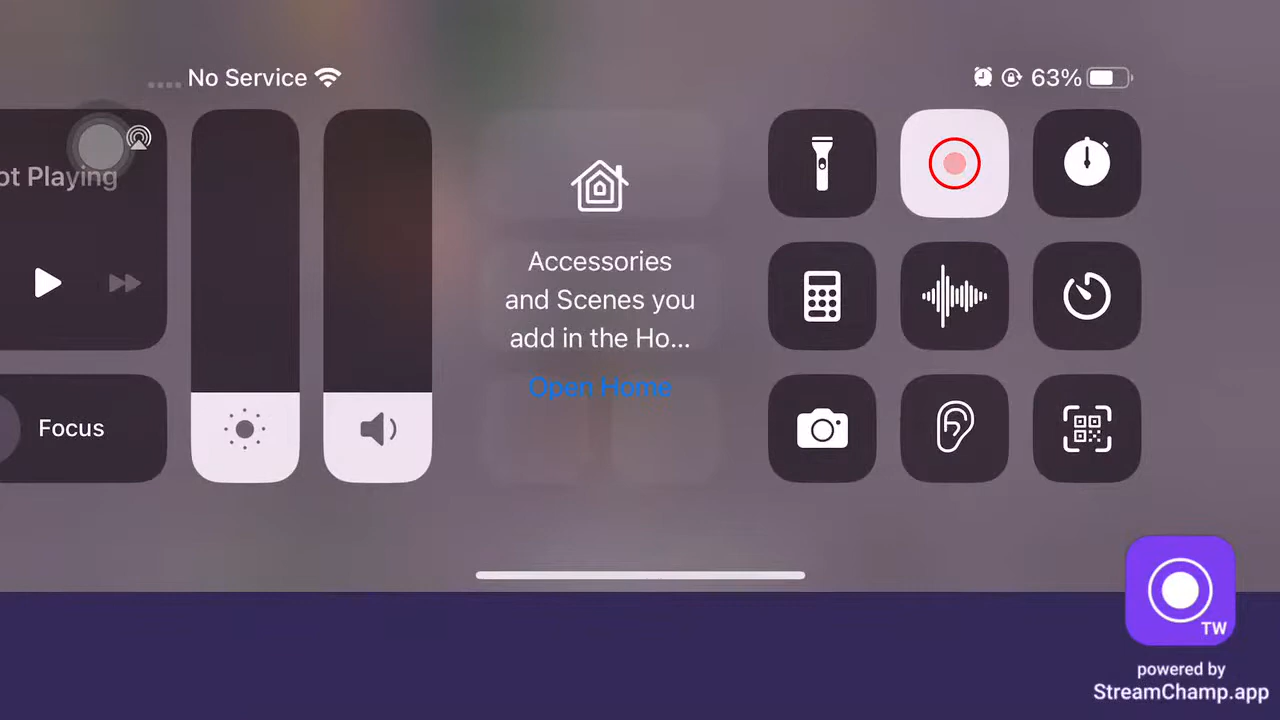 No Service
63%
ot Playing
Accessories
and Scenes you
add in the Ho...
Open Home
Focus
TW
powered by
StreamChamp.app